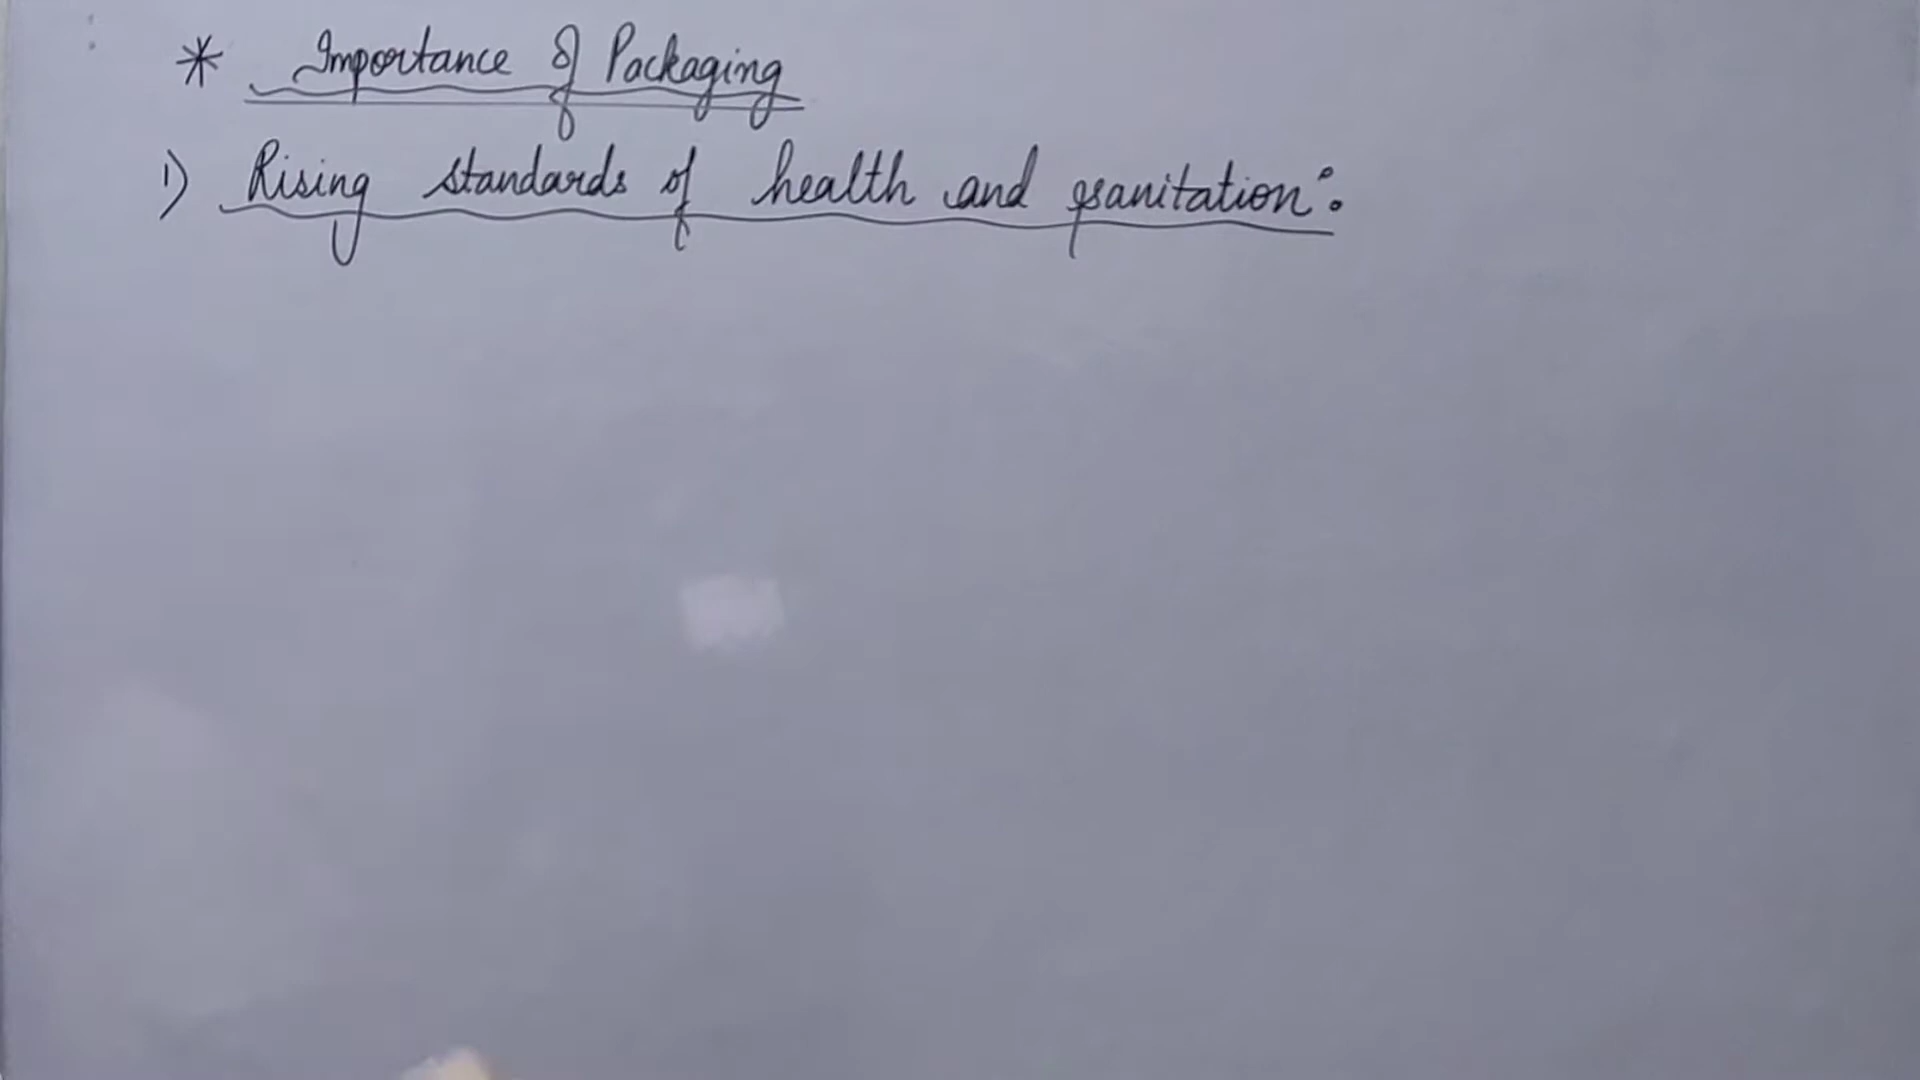 * Importance of Packaging
1) Rising standards of health and sanitation: